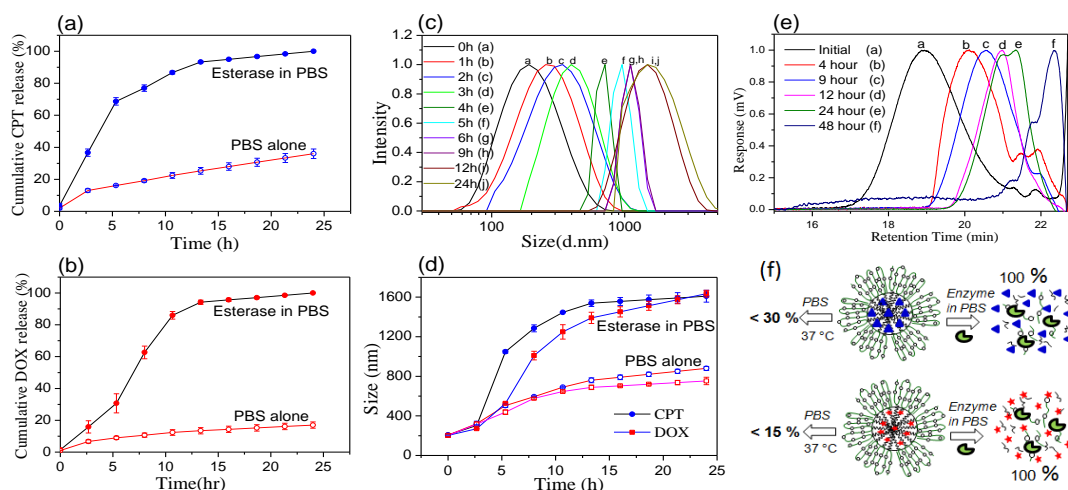 (a)
Cumulative CPT release (%)
100
80
60
40
20
0
Esterase in PBS
PBS alone
0 5 10 15 20 25
Time (h)
(c)
Intensity
1.0
0.8
0.6
0.4
0.2
0.0
0h (a)
1h (b)
2h (c)
3h (d)
4h (e)
5h (f)
6h (g)
9h (h)
12h(i)
24h(j)
a b c d e f g,h i,j
100 1000
Size(d.nm)
(e)
Response (mV)
1.0
0.8
0.6
0.4
0.2
0.0
Initial (a)
4 hour (b)
9 hour (c)
12 hour (d)
24 hour (e)
48 hour (f)
a b c d e f
16 18 20 22
Retention Time (min)
(b)
Cumulative DOX release (%)
100
80
60
40
20
0
Esterase in PBS
PBS alone
0 5 10 15 20 25
Time(hr)
(d)
Size (nm)
1600
1200
800
400
0
Esterase in PBS
PBS alone
CPT
DOX
0 5 10 15 20 25
Time (h)
(f)
PBS
< 30 %
37 °C
Enzyme
in PBS
100 %
PBS
< 15 %
37 °C
Enzyme
in PBS
100 %